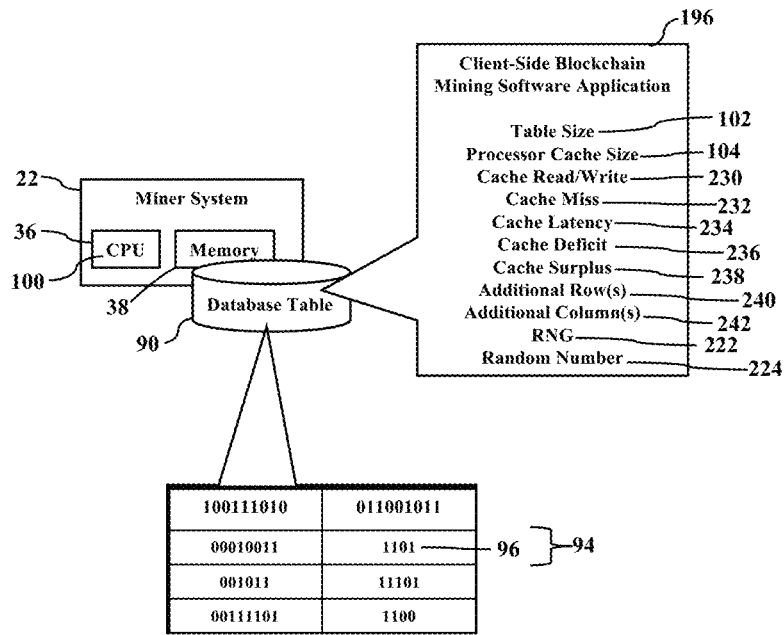 196
Client-Side Blockchain
Mining Software Application
102
Table Size
Processor Cache Size
104
22
Cache Read/Write
230
Miner System
Cache Miss
232
36
Cache Latency
234
CPU
Memory
Cache Deficit
236
100
Cache Surplus
238
38
Database Table
Additional Row(s)
240
Additional Column(s)
242
90
RNG
222
Random Number
224
100111010 011001011
00010011 1101 96 94
001011 11101
00111101 1100